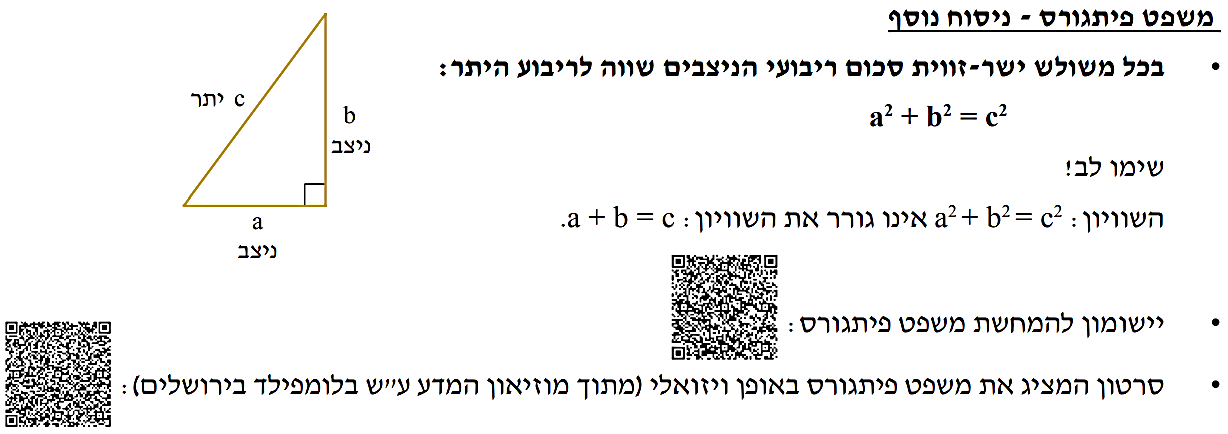 משפט פיתגורס - ניסוח נוסף
• בכל משולש ישר-זווית סכום ריבועי הניצבים שווה לריבוע היתר:
a² + b² = c²
שימו לב!
השוויון: a² + b² = c² אינו גורר את השוויון: a + b = c.
• יישומון להמחשת משפט פיתגורס:
• סרטון המציג את משפט פיתגורס באופן ויזואלי (מתוך מוזיאון המדע ע״ש בלומפילד בירושלים):
c יתר
b
ניצב
a
ניצב